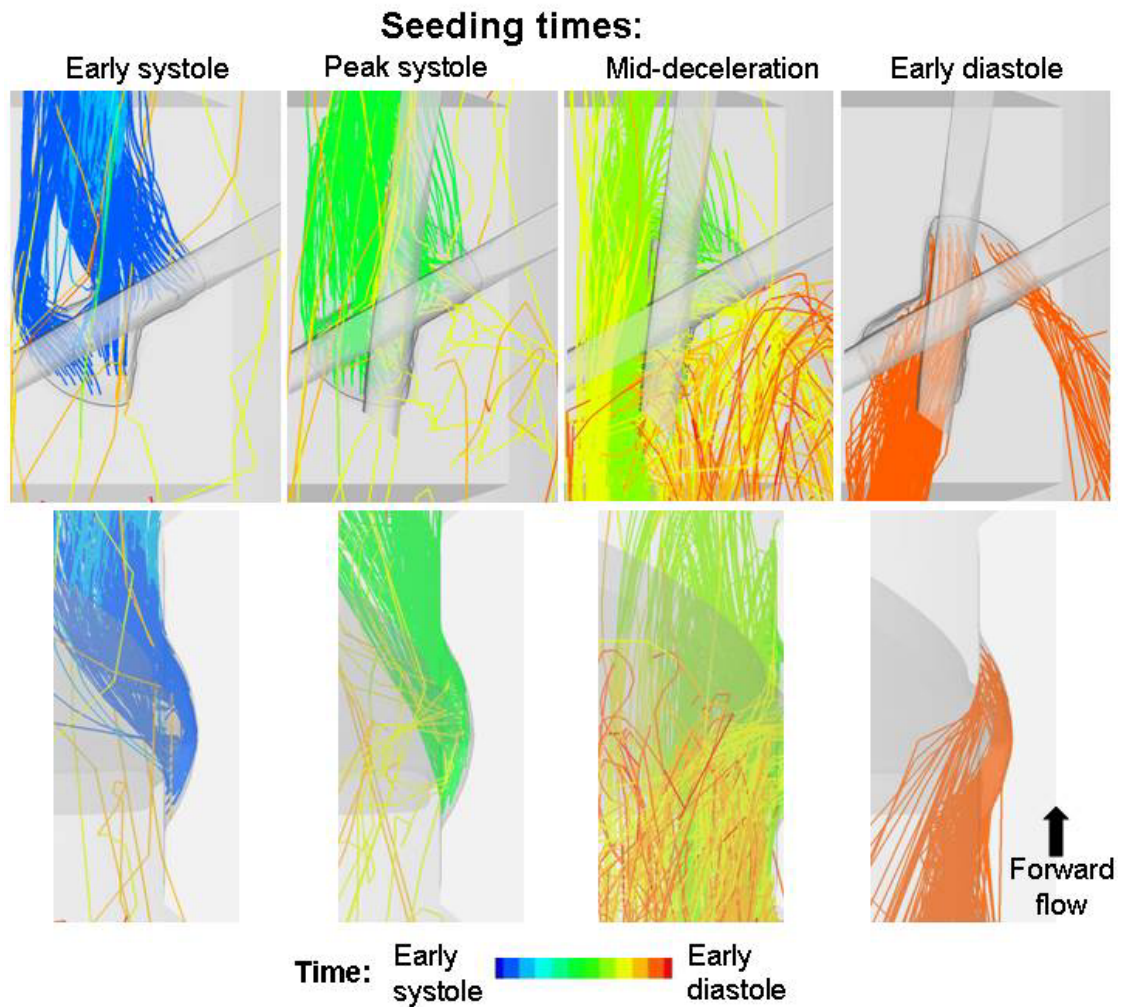 Seeding times:
Early systole
Peak systole
Mid-deceleration
Early diastole
Forward
flow
Time:
Early
systole
Early
diastole